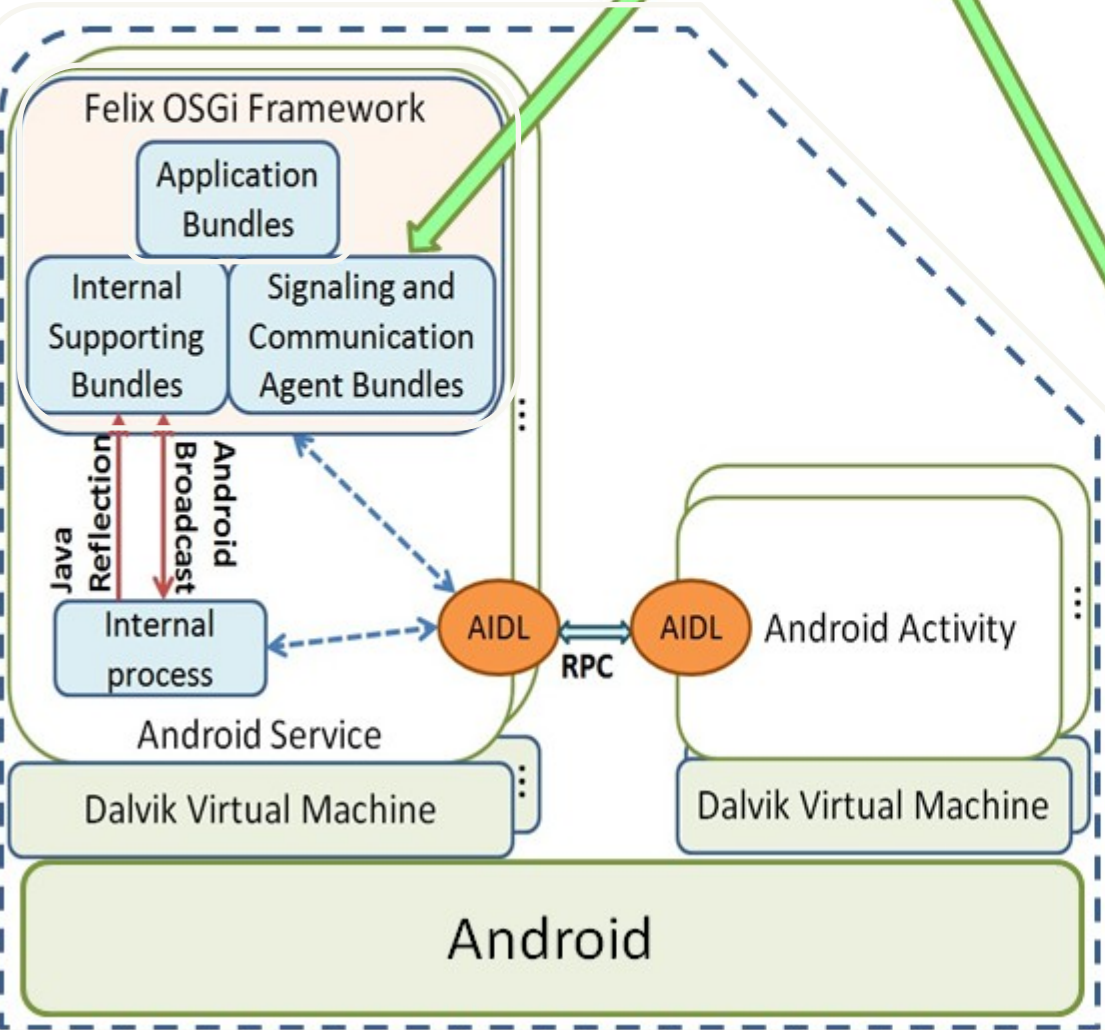 Felix OSGi Framework
Application
Bundles
Internal
Supporting
Bundles
Signaling and
Communication
Agent Bundles
...
Java
Reflection
Android
Broadcast
Internal
process
AIDL
RPC
AIDL
Android Activity
...
Android Service
Dalvik Virtual Machine
...
Dalvik Virtual Machine
Android